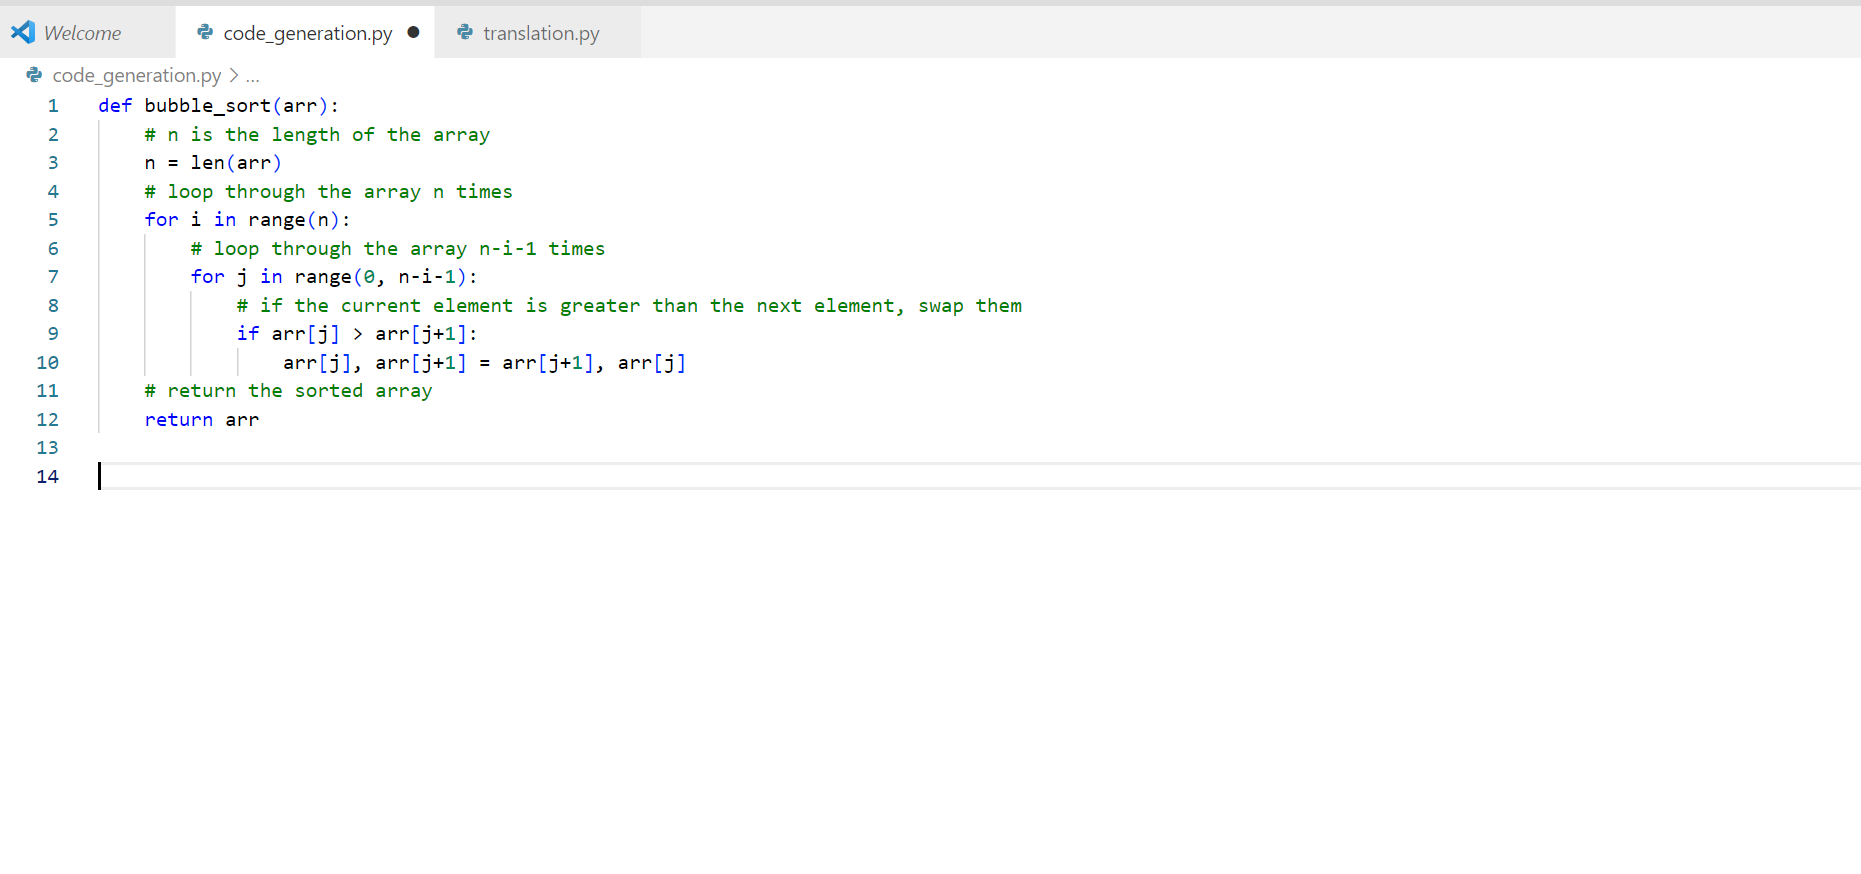 Welcome code_generation.py translation.py
code_generation.py > ...
1 def bubble_sort(arr):
2     # n is the length of the array
3     n = len(arr)
4     # loop through the array n times
5     for i in range(n):
6         # loop through the array n-i-1 times
7         for j in range(0, n-i-1):
8             # if the current element is greater than the next element, swap them
9             if arr[j] > arr[j+1]:
10                 arr[j], arr[j+1] = arr[j+1], arr[j]
11     # return the sorted array
12     return arr
13
14